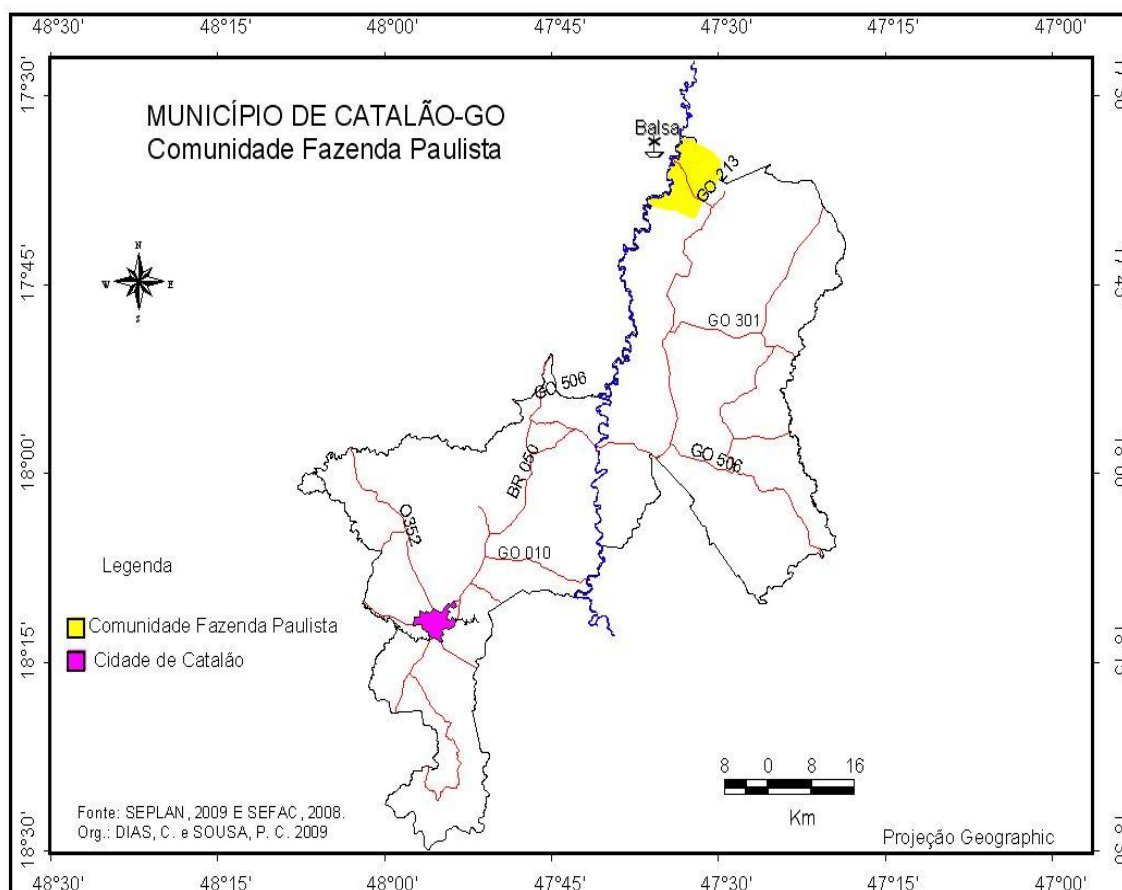 48°30' 48°15' 48°00' 47°45' 47°30' 47°15' 47°00'
17°30'
MUNICÍPIO DE CATALÃO-GO
Comunidade Fazenda Paulista
Balsa
GO 213
N
W E
S
17°45'
GO 301
GO 506
BR 050
GO 506
18°00'
O 352
GO 010
Legenda
Comunidade Fazenda Paulista
Cidade de Catalão
18°15'
8 0 8 16
Km
Fonte: SEPLAN, 2009 E SEFAC, 2008.
Org.: DIAS, C. e SOUSA, P. C. 2009
Projeção Geographic
18°30'
48°30' 48°15' 48°00' 47°45' 47°30' 47°15' 47°00'